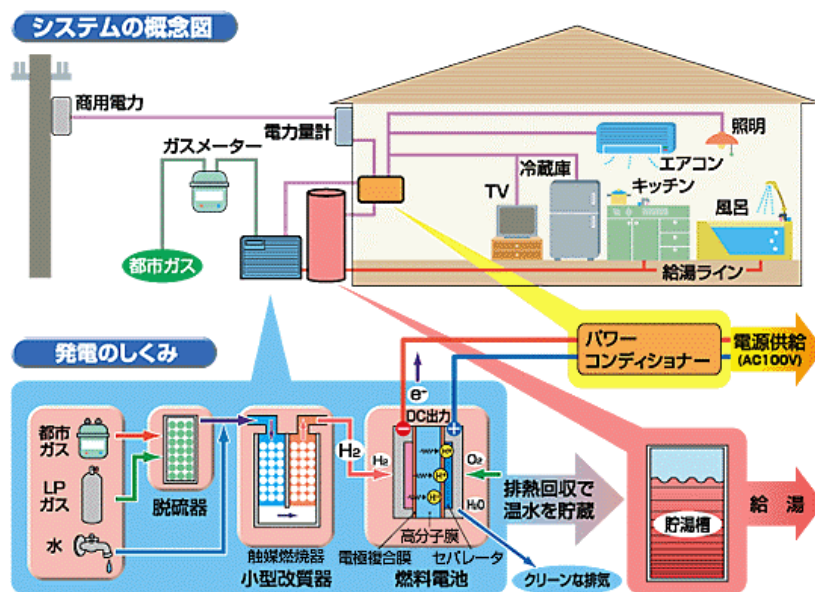 システムの概念図
商用電力
電力量計
ガスメーター
都市ガス
照明
エアコン
冷蔵庫
キッチン
TV
風呂
給湯ライン
発電のしくみ
パワー
コンディショナー
電源供給
(AC100V)
都市
ガス
LP
ガス
水
脱硫器
触媒燃焼器
小型改質器
H₂
e⁻
DC出力
H₂
O₂
H⁺
H⁺
H⁺
H₂O
電極複合膜
高分子膜
セパレータ
燃料電池
クリーンな排気
排熱回収で
温水を貯蔵
貯湯槽
給湯